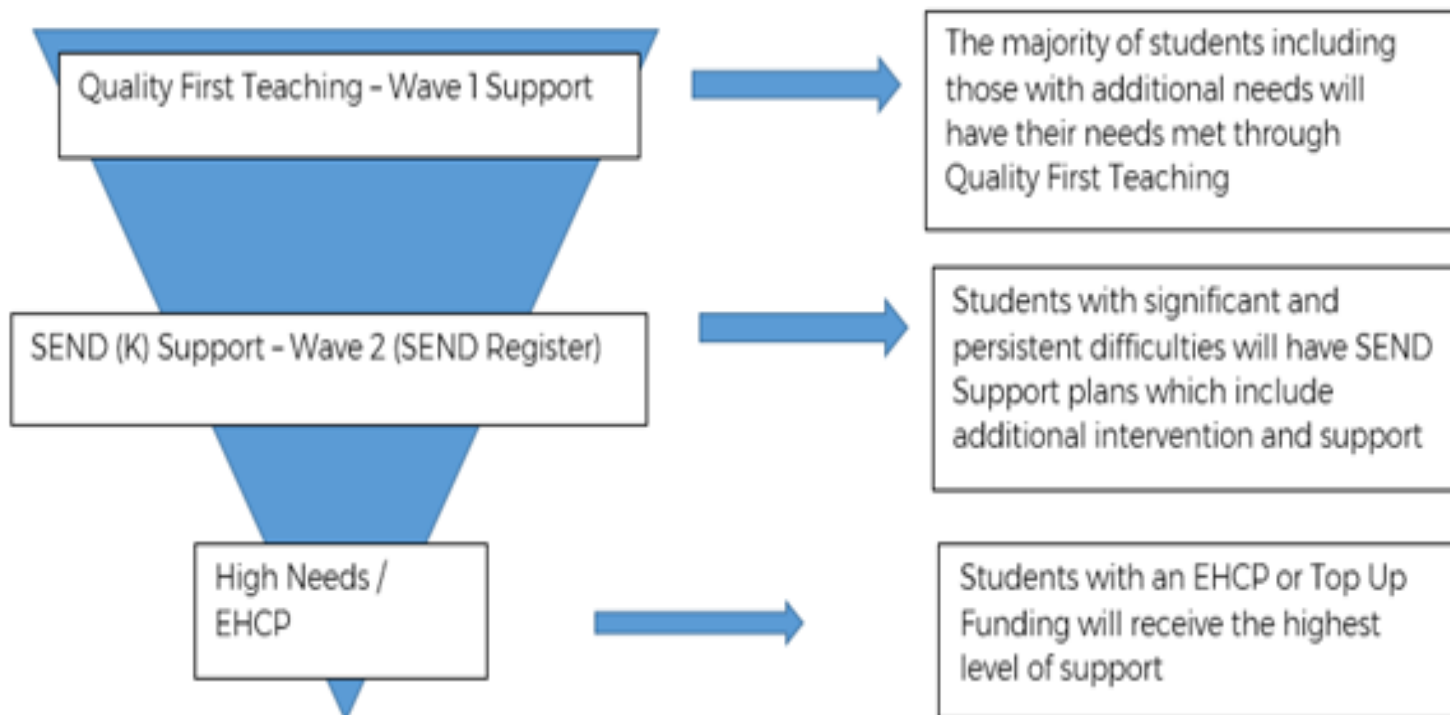 Quality First Teaching – Wave 1 Support
The majority of students including
those with additional needs will
have their needs met through
Quality First Teaching
SEND (K) Support – Wave 2 (SEND Register)
Students with significant and
persistent difficulties will have SEND
Support plans which include
additional intervention and support
High Needs /
EHCP
Students with an EHCP or Top Up
Funding will receive the highest
level of support